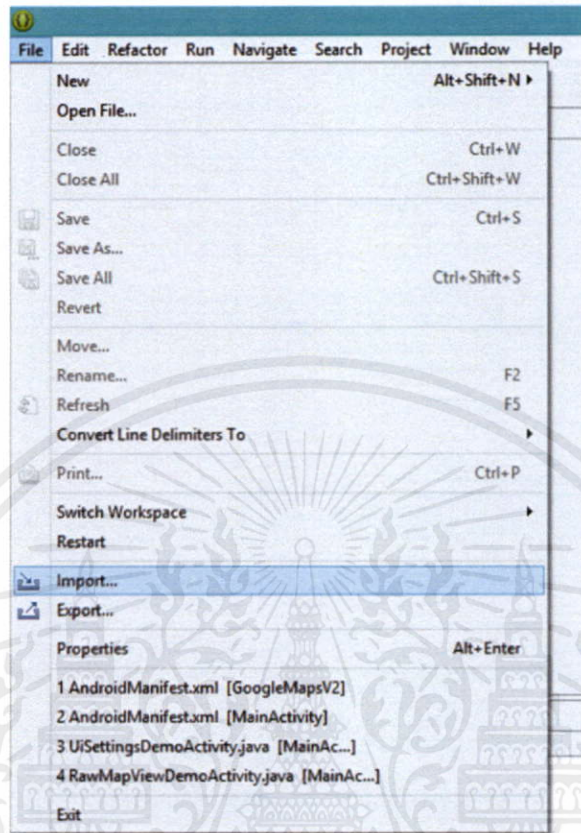 File Edit Refactor Run Navigate Search Project Window Help
New Alt+Shift+N
Open File...
Close Ctrl+W
Close All Ctrl+Shift+W
Save Ctrl+S
Save As...
Save All Ctrl+Shift+S
Revert
Move...
Rename... F2
Refresh F5
Convert Line Delimiters To
Print... Ctrl+P
Switch Workspace
Restart
Import...
Export...
Properties Alt+Enter
1 AndroidManifest.xml [GoogleMapsV2]
2 AndroidManifest.xml [MainActivity]
3 UiSettingsDemoActivity.java [MainAc...]
4 RawMapViewDemoActivity.java [MainAc...]
Exit